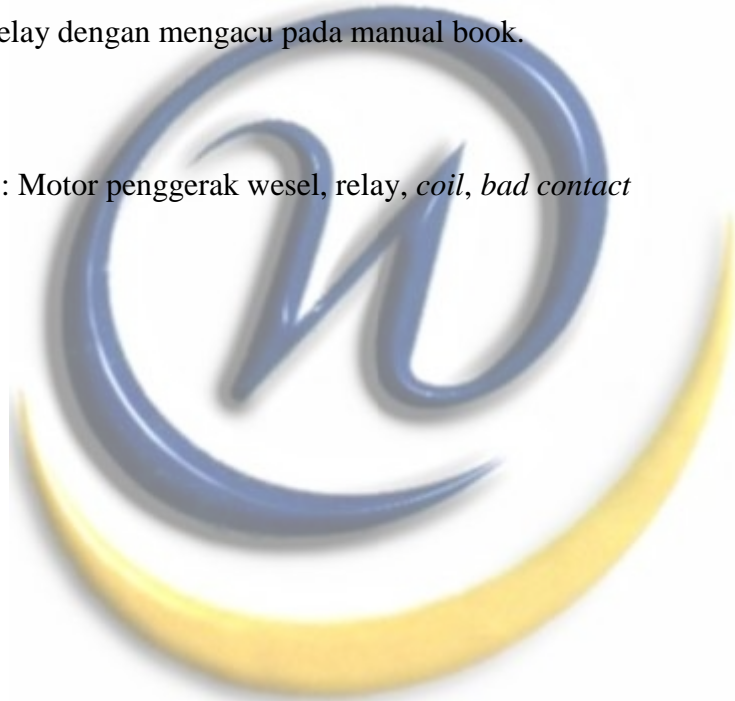 elay dengan mengacu pada manual book.
: Motor penggerak wesel, relay, coil, bad contact